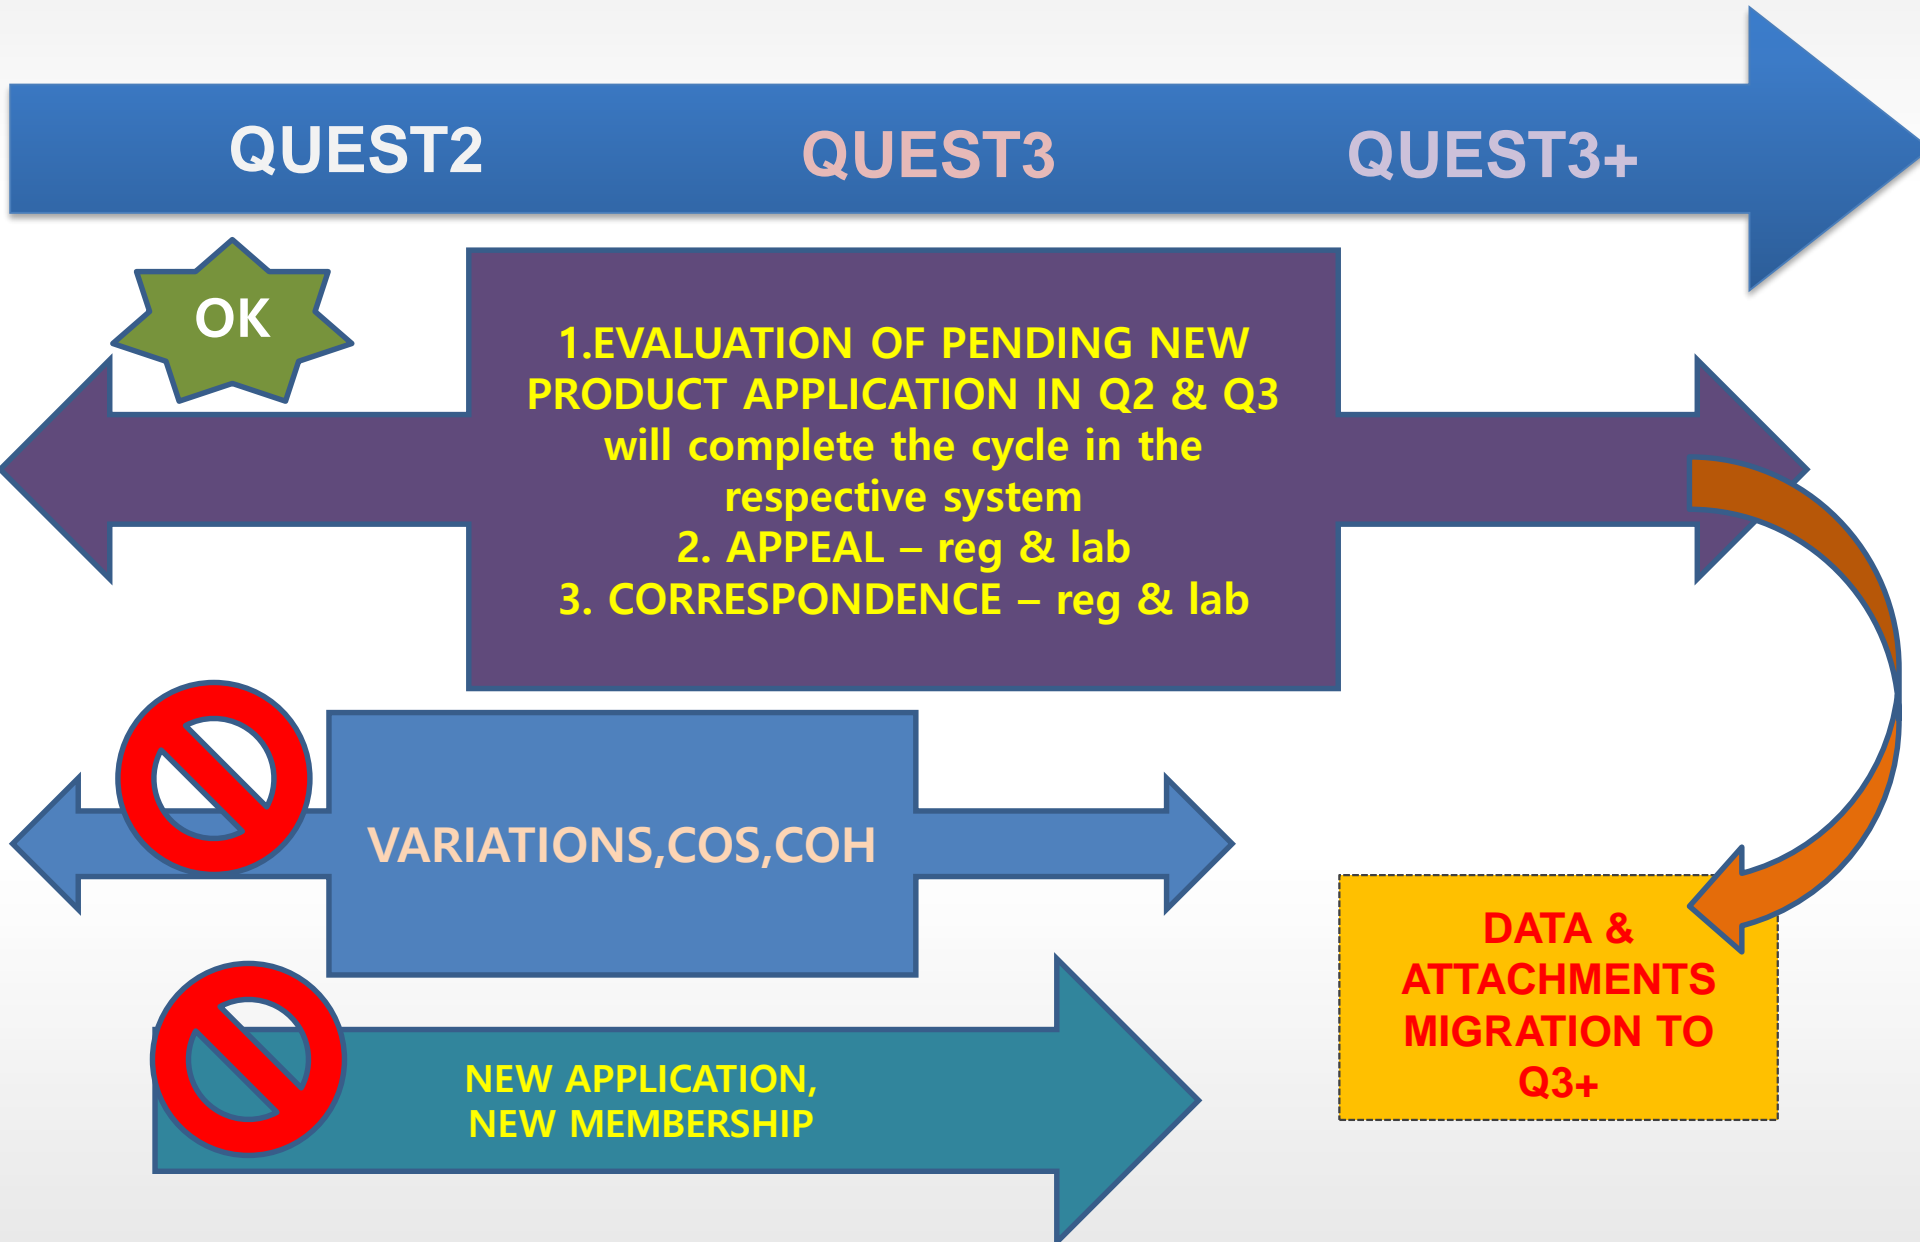 QUEST2 QUEST3 QUEST3+
OK
1.EVALUATION OF PENDING NEW
PRODUCT APPLICATION IN Q2 & Q3
will complete the cycle in the
respective system
2. APPEAL – reg & lab
3. CORRESPONDENCE – reg & lab
VARIATIONS,COS,COH
DATA &
ATTACHMENTS
MIGRATION TO
Q3+
NEW APPLICATION,
NEW MEMBERSHIP